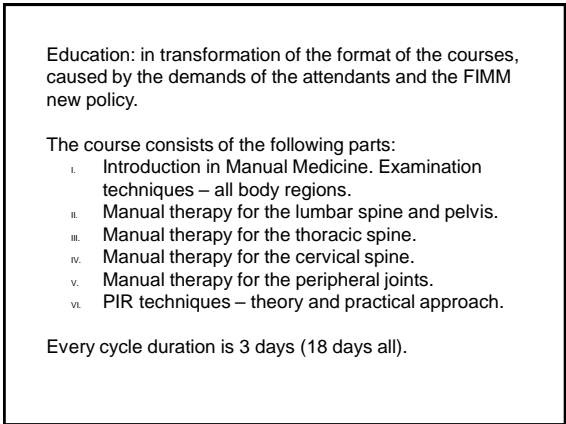 Education: in transformation of the format of the courses,
caused by the demands of the attendants and the FIMM
new policy.
The course consists of the following parts:
I. Introduction in Manual Medicine. Examination
techniques – all body regions.
II. Manual therapy for the lumbar spine and pelvis.
III. Manual therapy for the thoracic spine.
IV. Manual therapy for the cervical spine.
V. Manual therapy for the peripheral joints.
VI. PIR techniques – theory and practical approach.
Every cycle duration is 3 days (18 days all).